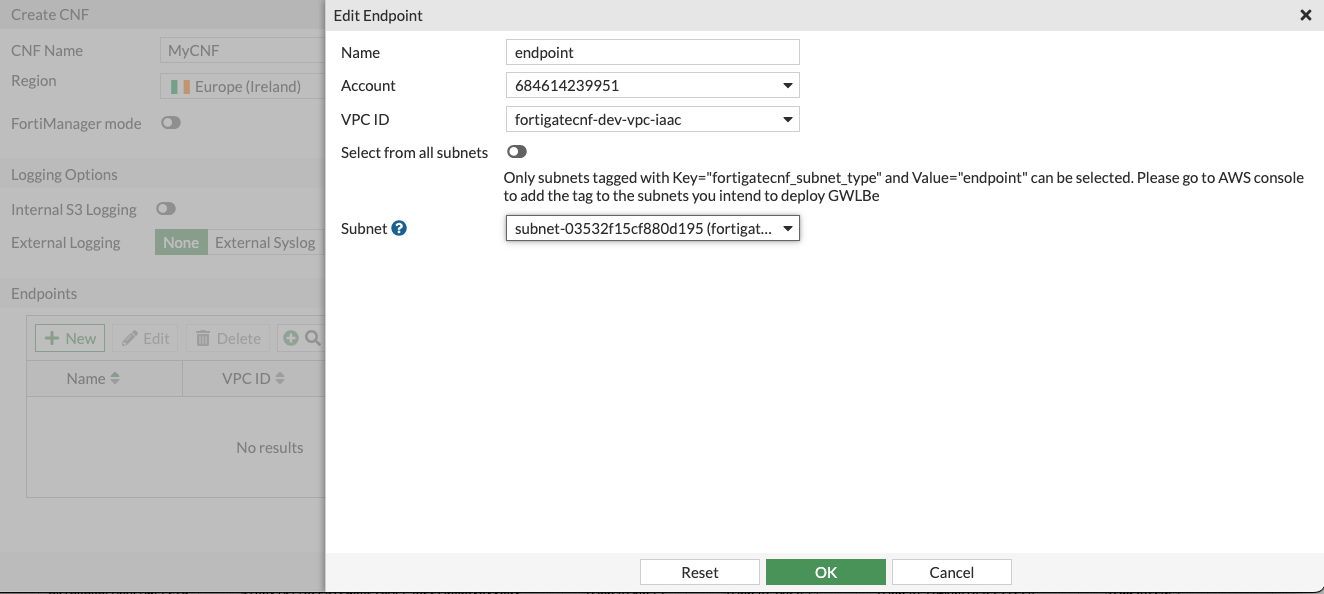 Create CNF
CNF Name
MyCNF
Region
Europe (Ireland)
FortiManager mode
Logging Options
Internal S3 Logging
External Logging
None
External Syslog
Endpoints
New
Edit
Delete
Name
VPC ID
No results
Edit Endpoint
Name
endpoint
Account
684614239951
VPC ID
fortigatecnf-dev-vpc-iaac
Select from all subnets
Only subnets tagged with Key="fortigatecnf_subnet_type" and Value="endpoint" can be selected. Please go to AWS console
to add the tag to the subnets you intend to deploy GWLBe
Subnet
subnet-03532f15cf880d195 (fortigat...
Reset
OK
Cancel